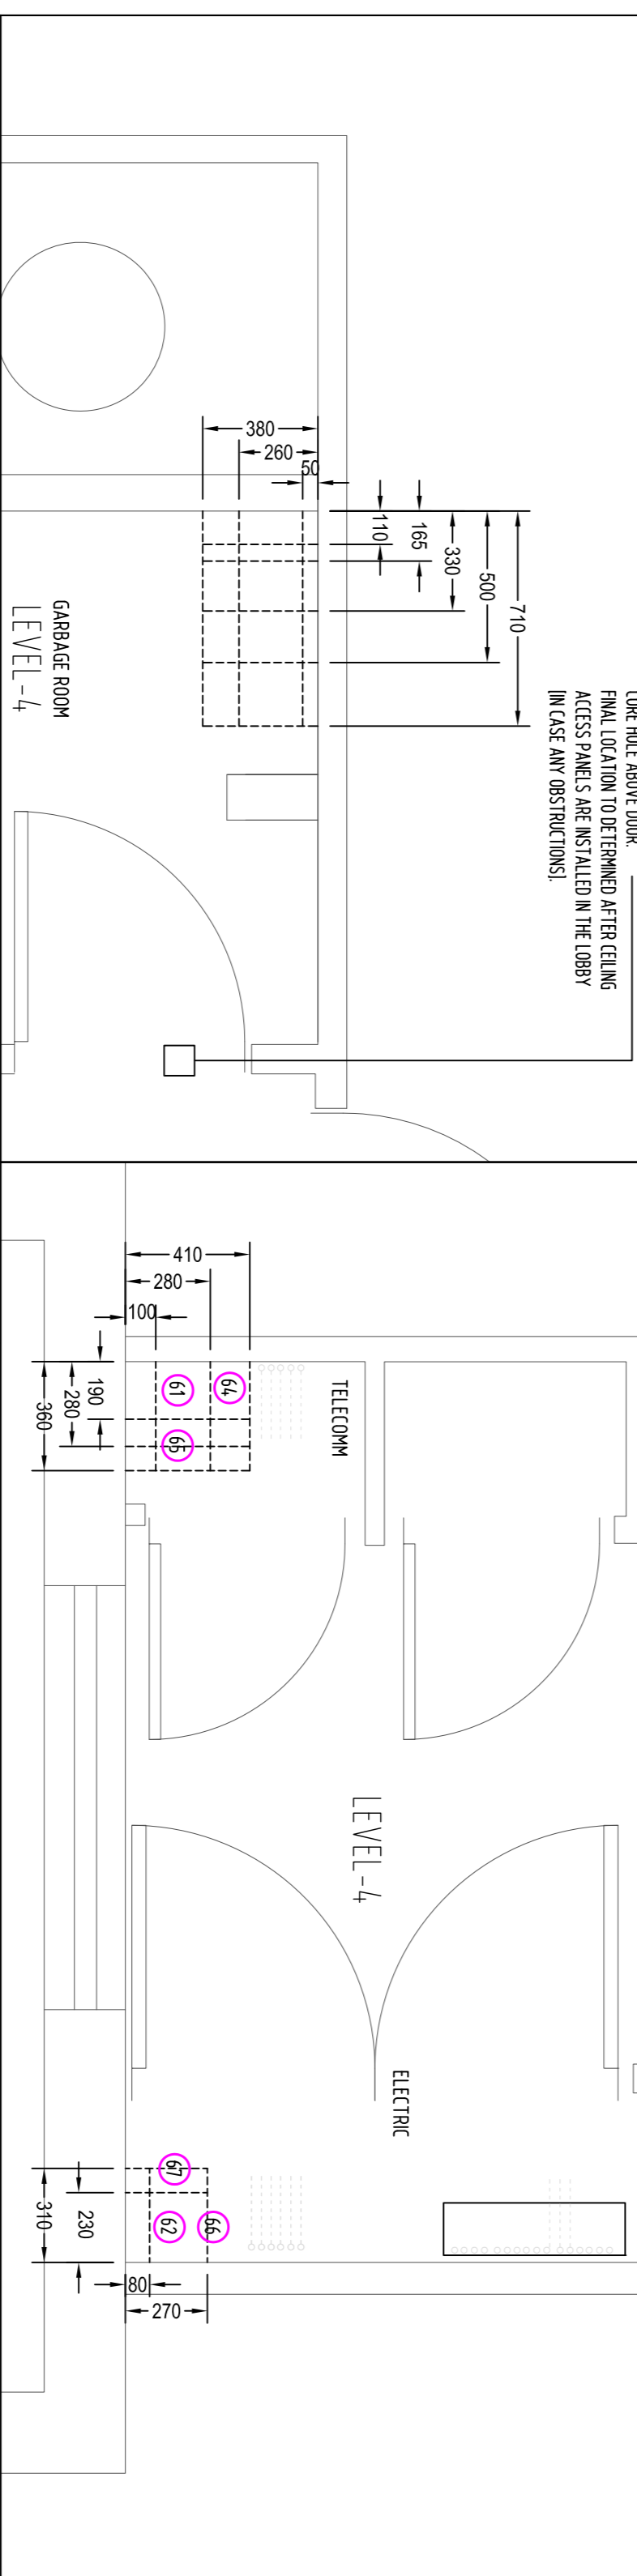 CORE HOLE ABOVE DOOR.
FINAL LOCATION TO DETERMINED AFTER CEILING
ACCESS PANELS ARE INSTALLED IN THE LOBBY
[IN CASE ANY OBSTRUCTIONS].
380
260
50
110
165
330
500
710
GARBAGE ROOM
LEVEL-4
410
280
100
190
280
360
61
64
65
TELECOMM
LEVEL-4
ELECTRIC
67
62
66
310
230
80
270